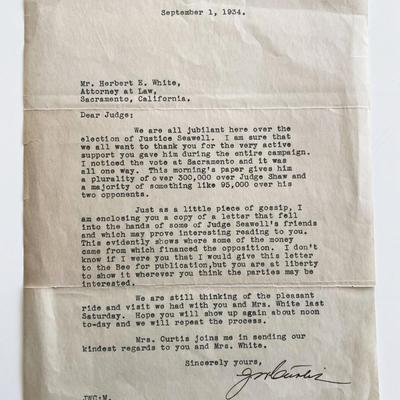 September 1, 1934.
Mr. Herbert E. White,
Attorney at Law,
Sacramento, California.
Dear Judge:
We are all jubilant here over the
election of Justice Seawell. I am sure that
we all want to thank you for the very active
support you gave him during the entire campaign.
I noticed the vote at Sacramento and it was
all one way. This morning's paper give him
a plurality of over 300,000 over Judge Shaw and
a majority of something like 95,000 over his
two opponents.
Just as a little piece of gossip, I
am enclosing you a copy of a letter that fell
into the hands of some of Judge Seawell's friends
and which may prove interesting reading to you.
This evidently shows where some of the money
came from which financed the opposition. I don't
know if I were you that I would give this letter
to the Bee for publication, but you are at liberty
to show it wherever you think the parties may be
interested.
We are still thinking of the pleasant
ride and visit we had with you and Mrs. White last
Saturday. Hope you will show up again about noon
to-day and we will repeat the process.
Mrs. Curtis joins me in sending our
kindest regards to you and Mrs. White.
Sincerely yours,
JW Curtis
JWC:M.